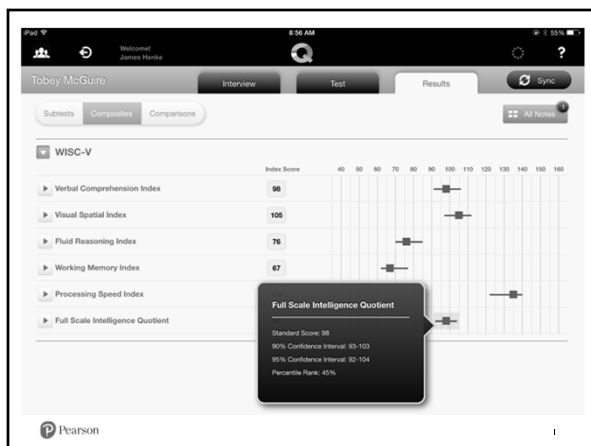 iPad 8:56 AM 55%
Welcome!
James Henke
Q ?
Tobey McGuire Interview Test Results Sync
Subtests Composites Comparisons All Notes 1
WISC-V
Index Score 40 50 60 70 80 90 100 110 120 130 140 150 160
Verbal Comprehension Index 98
Visual Spatial Index 105
Fluid Reasoning Index 76
Working Memory Index 67
Processing Speed Index
Full Scale Intelligence Quotient
Full Scale Intelligence Quotient
Standard Score: 98
90% Confidence Interval: 93-103
95% Confidence Interval: 92-104
Percentile Rank: 45%
Pearson